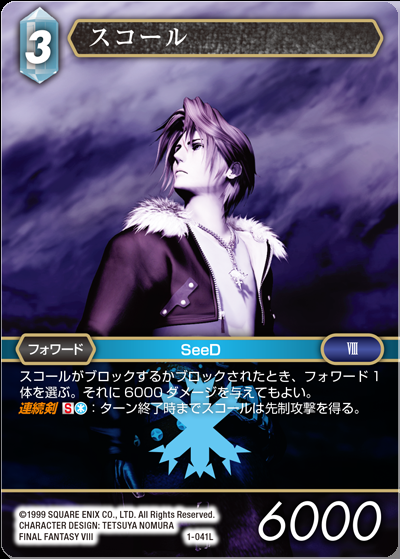 3
スコール
フォワード
SeeD
VIII
スコールがブロックするかブロックされたとき、フォワード1
体を選ぶ。それに6000ダメージを与えてもよい。
連続剣 S氷：ターン終了時までスコールは先制攻撃を得る。
©1999 SQUARE ENIX CO., LTD. All Rights Reserved.
CHARACTER DESIGN: TETSUYA NOMURA
FINAL FANTASY VIII
1-041L
6000